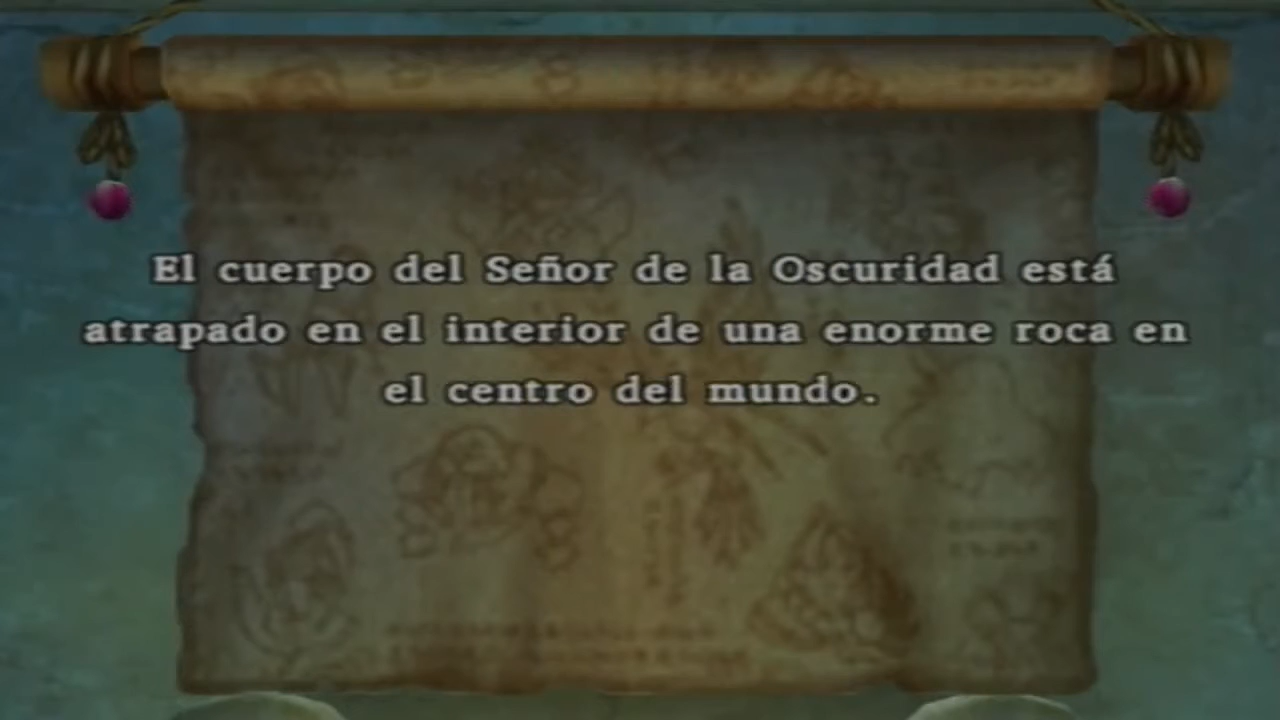 El cuerpo del Señor de la Oscuridad está
atrapado en el interior de una enorme roca en
el centro del mundo.